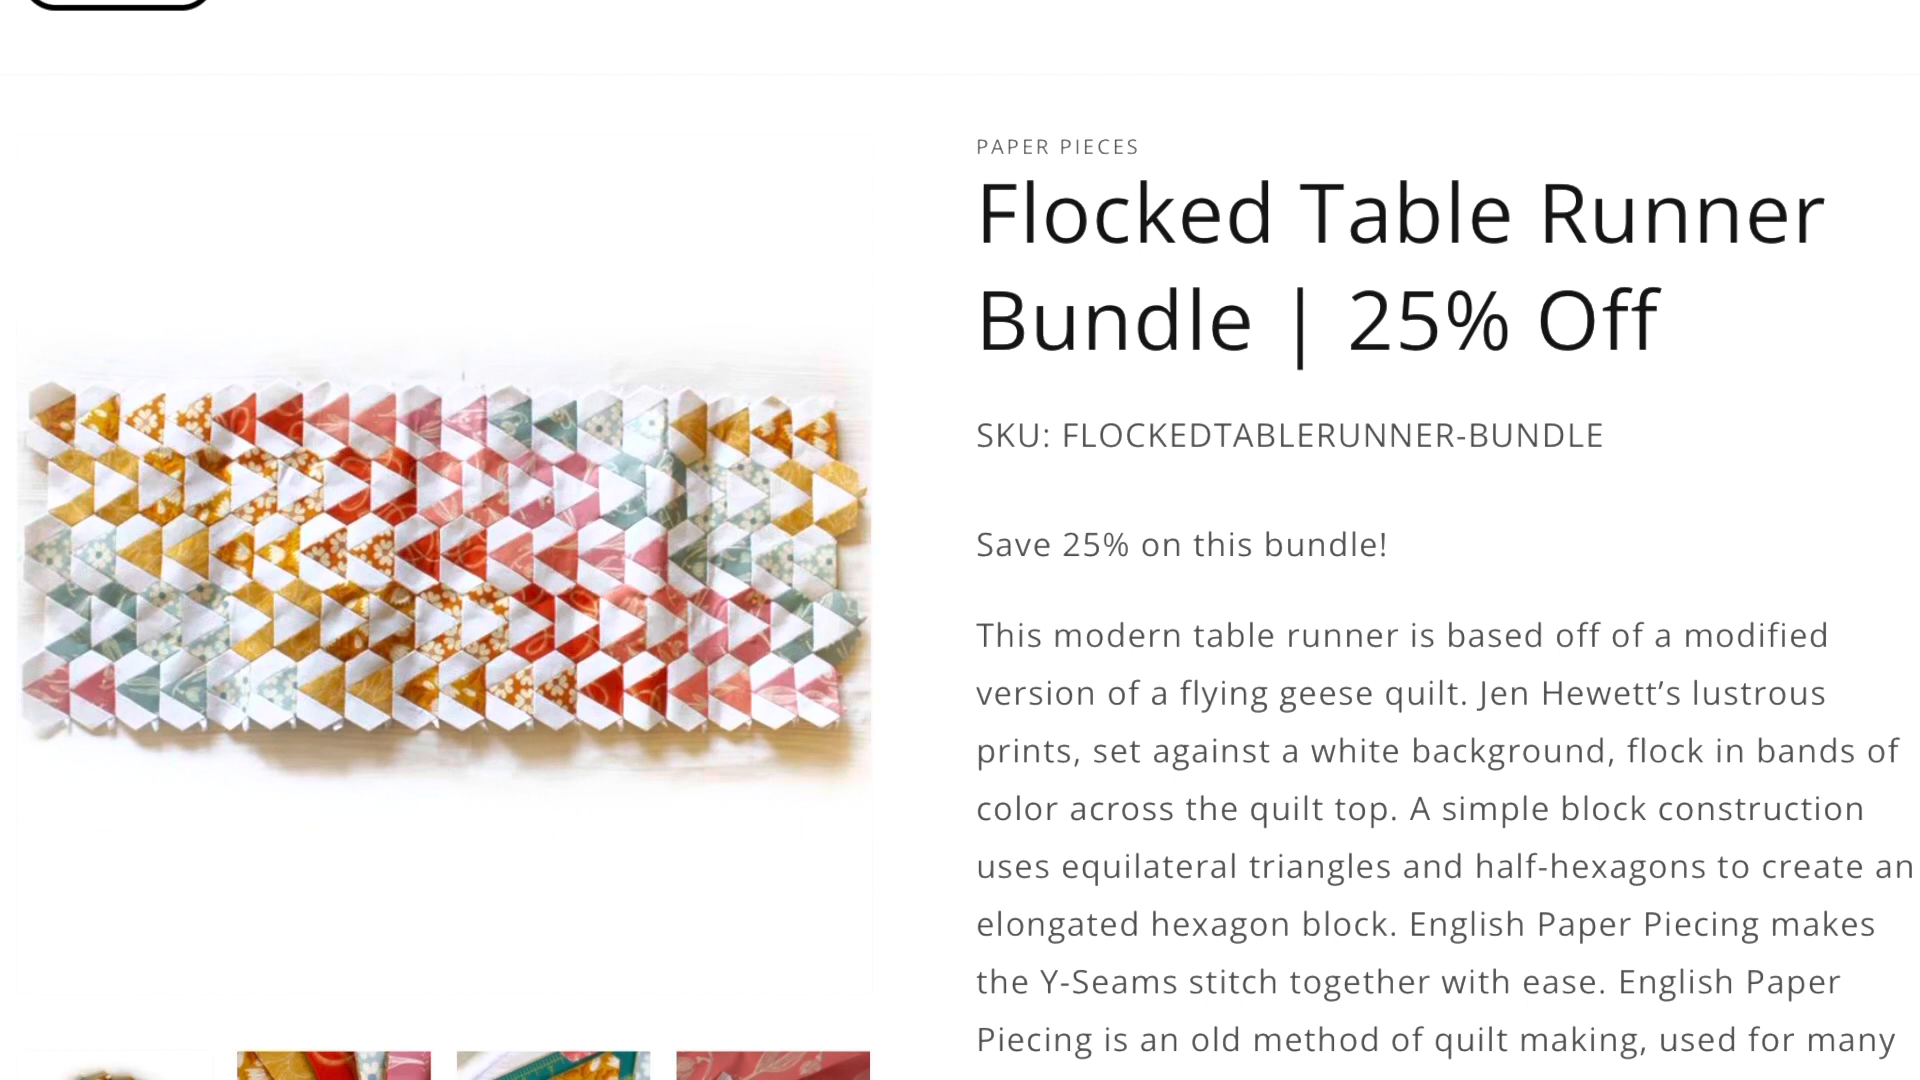 PAPER PIECES
Flocked Table Runner
Bundle | 25% Off
SKU: FLOCKEDTABLERUNNER-BUNDLE
Save 25% on this bundle!
This modern table runner is based off of a modified
version of a flying geese quilt. Jen Hewett’s lustrous
prints, set against a white background, flock in bands of
color across the quilt top. A simple block construction
uses equilateral triangles and half-hexagons to create an
elongated hexagon block. English Paper Piecing makes
the Y-Seams stitch together with ease. English Paper
Piecing is an old method of quilt making, used for many